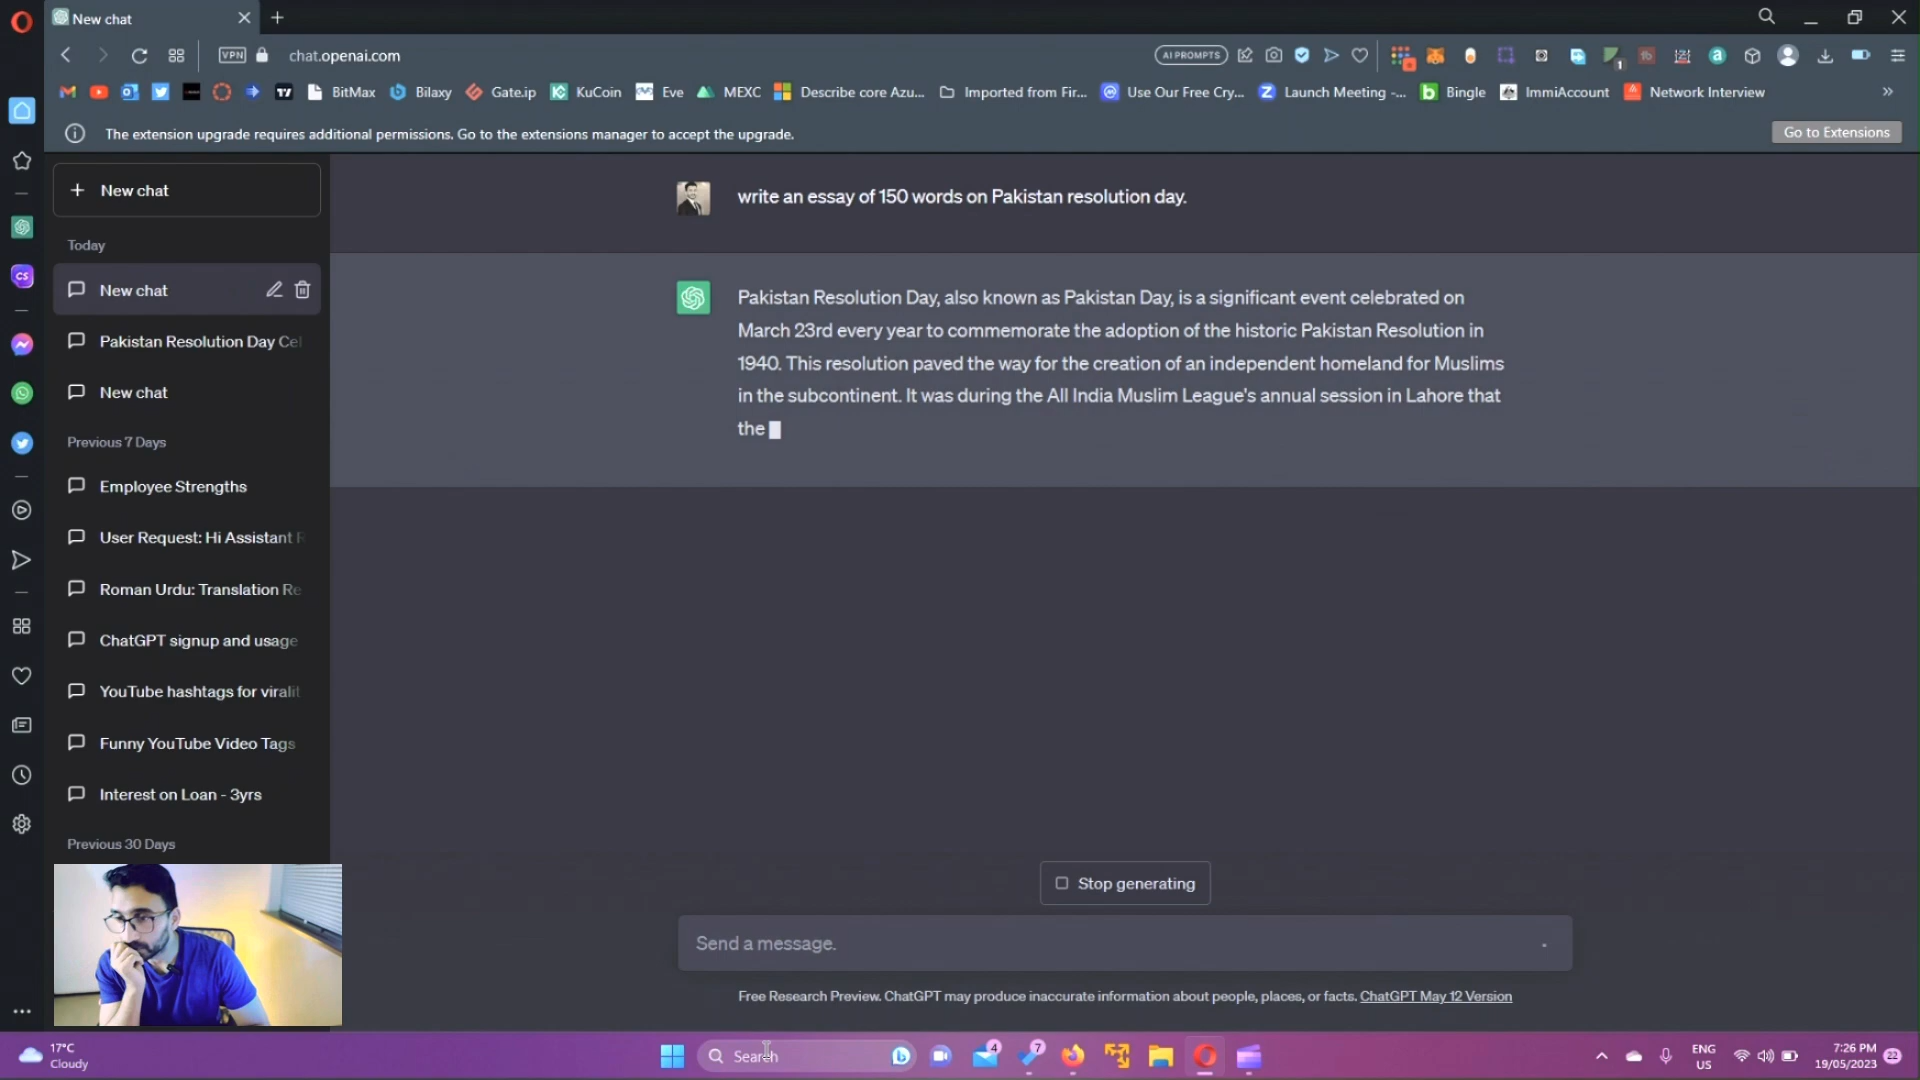 New chat
VPN
chat.openai.com
AI PROMPTS
1
BitMax
Bilaxy
Gate.ip
KuCoin
Eve
MEXC
Describe core Azu...
Imported from Fir...
Use Our Free Cry...
Launch Meeting -...
Bingle
ImmiAccount
Network Interview
The extension upgrade requires additional permissions. Go to the extensions manager to accept the upgrade.
Go to Extensions
New chat
Today
New chat
Pakistan Resolution Day Cel
New chat
Previous 7 Days
Employee Strengths
User Request: Hi Assistant R
Roman Urdu: Translation Re
ChatGPT signup and usage
YouTube hashtags for viralit
Funny YouTube Video Tags
Interest on Loan - 3yrs
Previous 30 Days
write an essay of 150 words on Pakistan resolution day.
Pakistan Resolution Day, also known as Pakistan Day, is a significant event celebrated on
March 23rd every year to commemorate the adoption of the historic Pakistan Resolution in
1940. This resolution paved the way for the creation of an independent homeland for Muslims
in the subcontinent. It was during the All India Muslim League's annual session in Lahore that
the
Stop generating
Send a message.
Free Research Preview. ChatGPT may produce inaccurate information about people, places, or facts. ChatGPT May 12 Version
17°C
Cloudy
Search
4
7
ENG
US
7:26 PM
19/05/2023
22